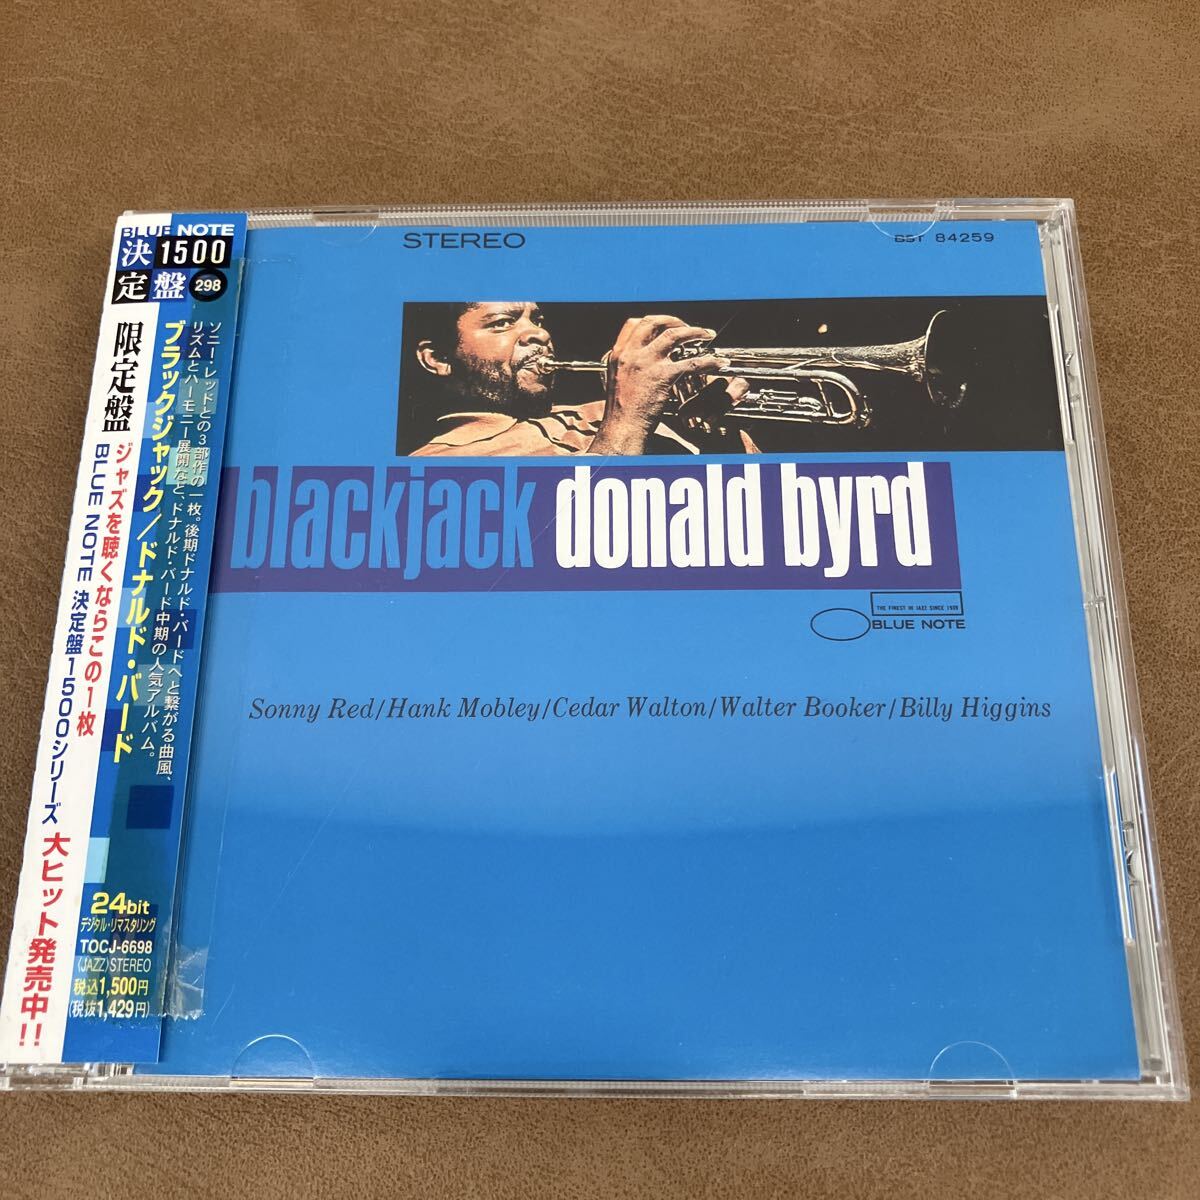 BLUE NOTE
決定盤
1500
298
限定盤
ジャズを聴くならこの1枚
BLUE NOTE 決定盤1500シリーズ 大ヒット発売中!!
ブラックジャック/ドナルド・バード
ソニー・レッドとの3部作の一枚。後期ドナルド・バードへと繋がる曲風、
リズムとハーモニー展開など、ドナルド・バード中期の人気アルバム。
24bit
デジタル・リマスタリング
TOCJ-6698
(JAZZ)STEREO
税込1,500円
(税抜1,429円)
STEREO
BST 84259
blackjack donald byrd
THE FINEST IN JAZZ SINCE 1939
BLUE NOTE
Sonny Red/Hank Mobley/Cedar Walton/Walter Booker/Billy Higgins